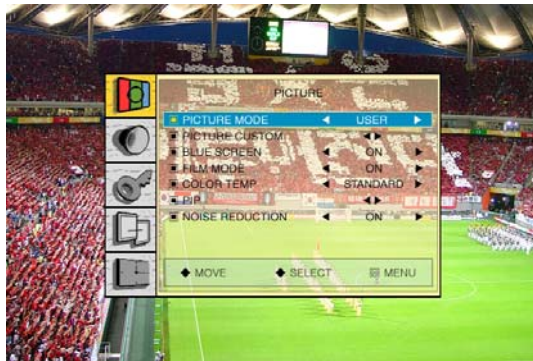 PICTURE
PICTURE MODE USER
PICTURE CUSTOM
BLUE SCREEN ON
FILM MODE ON
COLOR TEMP STANDARD
PIP
NOISE REDUCTION ON
MOVE SELECT MENU